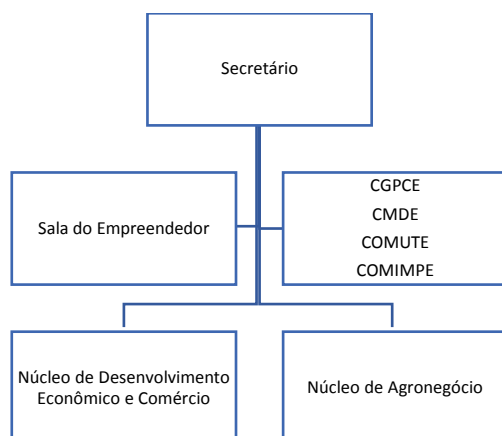 Secretário
Sala do Empreendedor
CGPCE
CMDE
COMUTE
COMIMPE
Núcleo de Desenvolvimento
Econômico e Comércio
Núcleo de Agronegócio